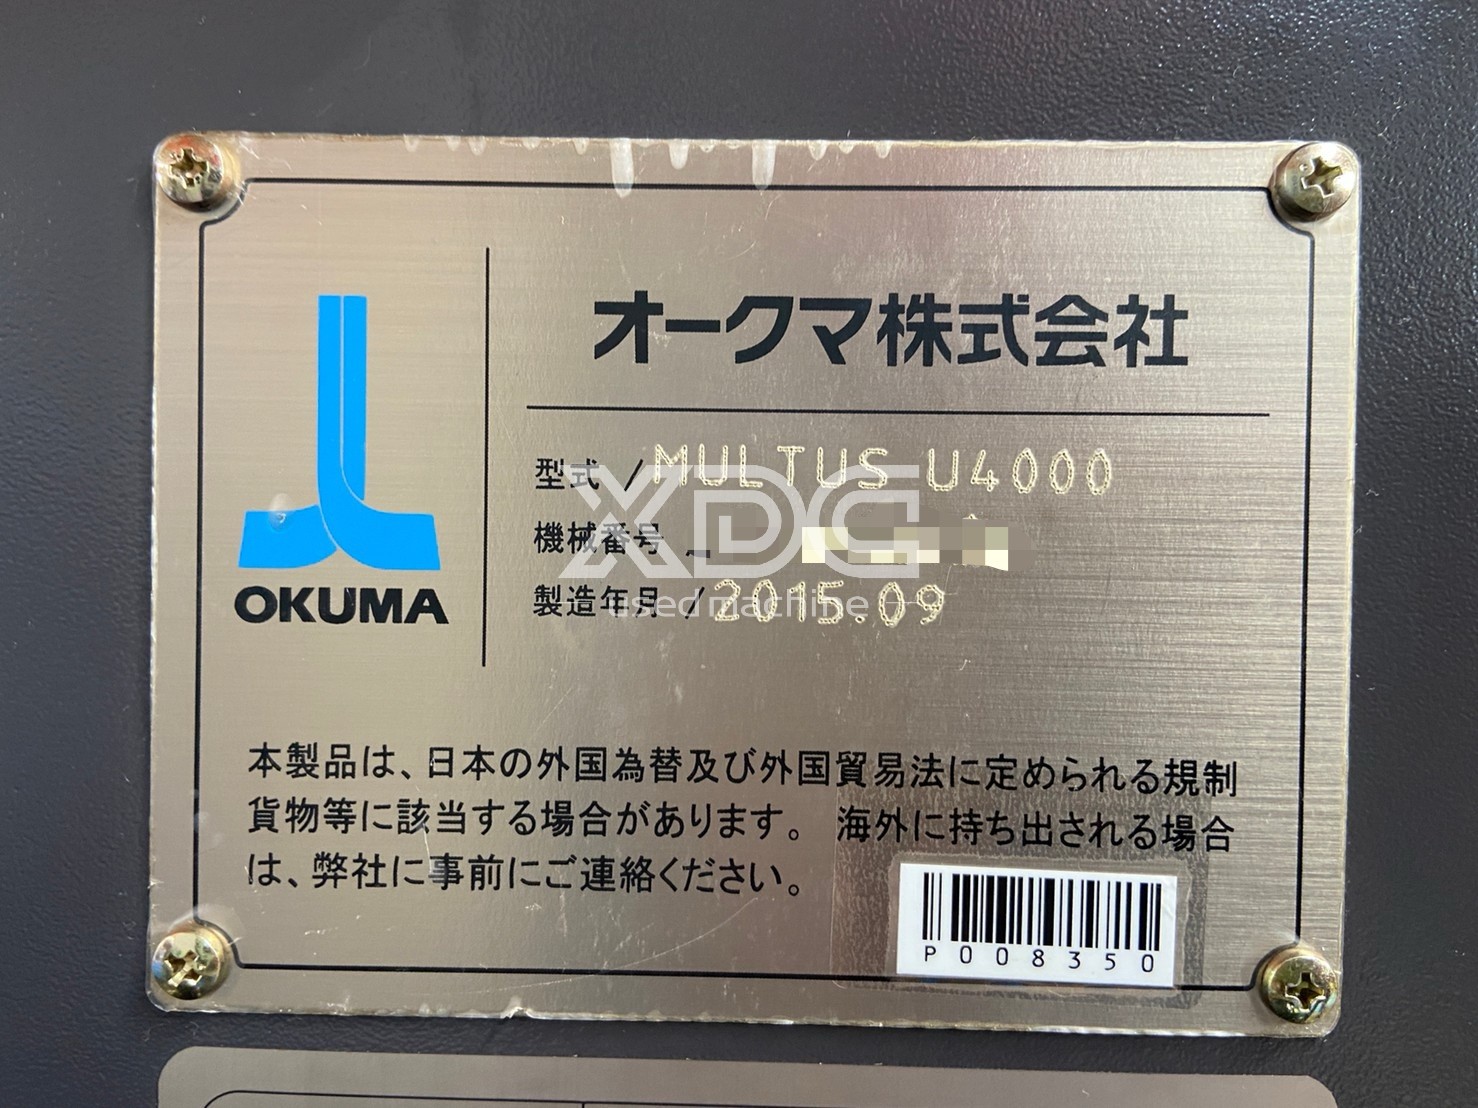 オークマ株式会社
型式 / MULTUS U4000
機械番号
製造年月 / 2015.09
OKUMA
本製品は、日本の外国為替及び外国貿易法に定められる規制
貨物等に該当する場合があります。 海外に持ち出される場合
は、弊社に事前にご連絡ください。
P008350
XDG
used machine